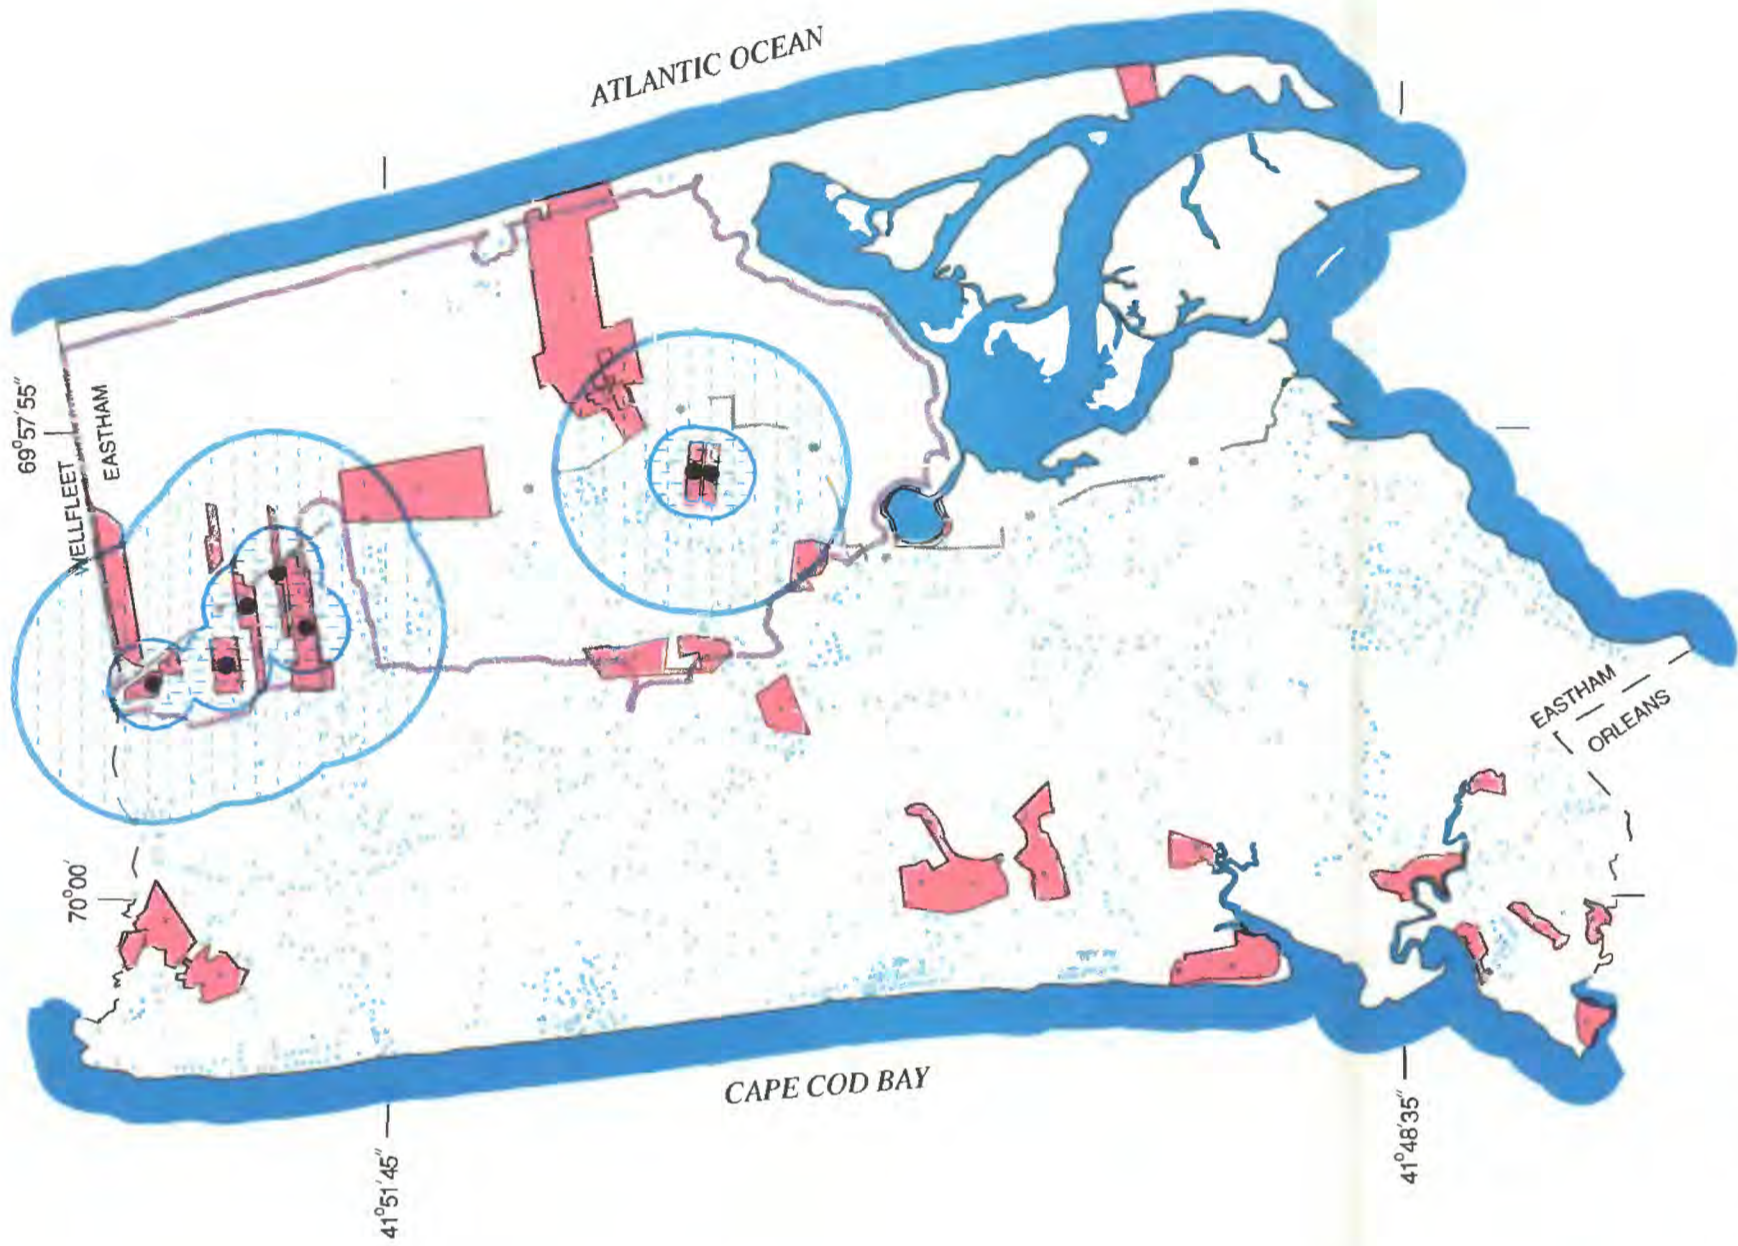 ATLANTIC OCEAN
69°57'55"
WELLFLEET
EASTHAM
70°00'
EASTHAM
ORLEANS
CAPE COD BAY
41°51'45"
41°48'35"